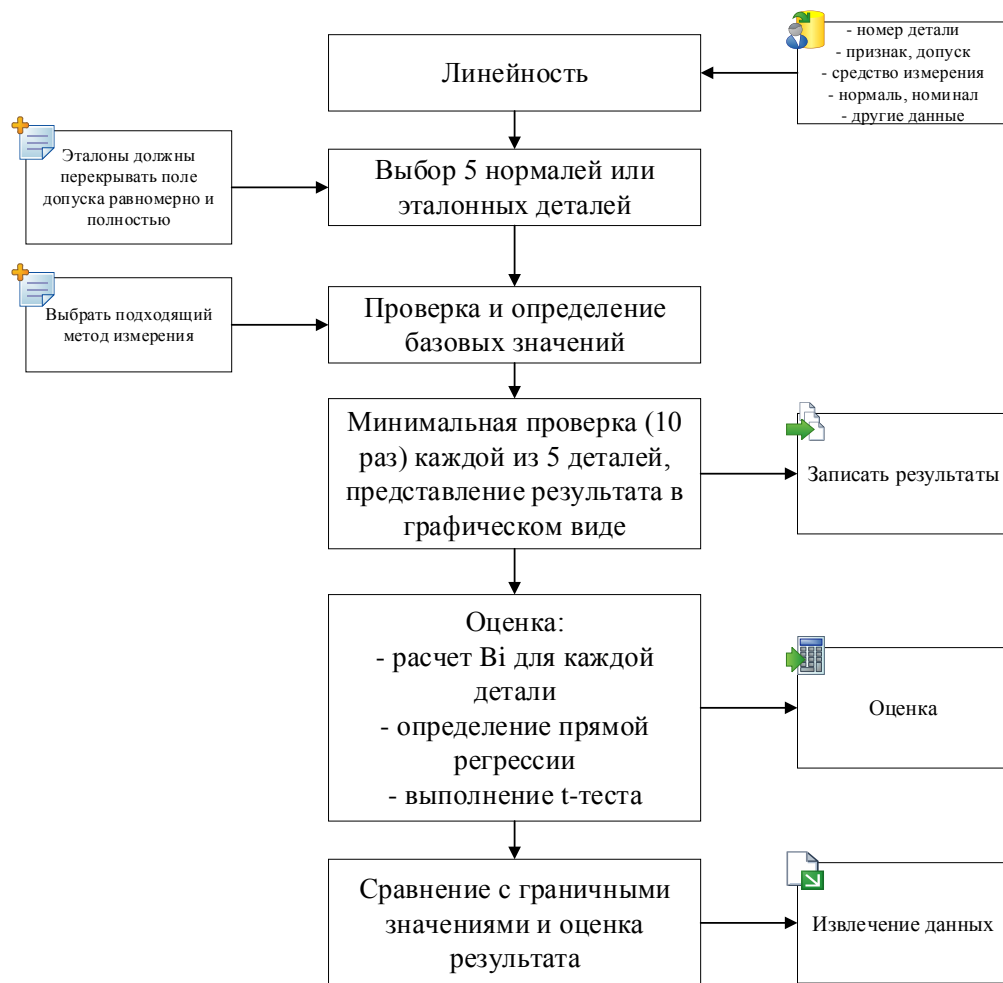 Линейность
- номер детали
- признак, допуск
- средство измерения
- нормаль, номинал
- другие данные
Эталоны должны
перекрывать поле
допуска равномерно и
полностью
Выбор 5 нормалей или
эталонных деталей
Выбрать подходящий
метод измерения
Проверка и определение
базовых значений
Минимальная проверка (10
раз) каждой из 5 деталей,
представление результата в
графическом виде
Записать результаты
Оценка:
- расчет Bi для каждой
детали
- определение прямой
регрессии
- выполнение t-теста
Оценка
Сравнение с граничными
значениями и оценка
результата
Извлечение данных